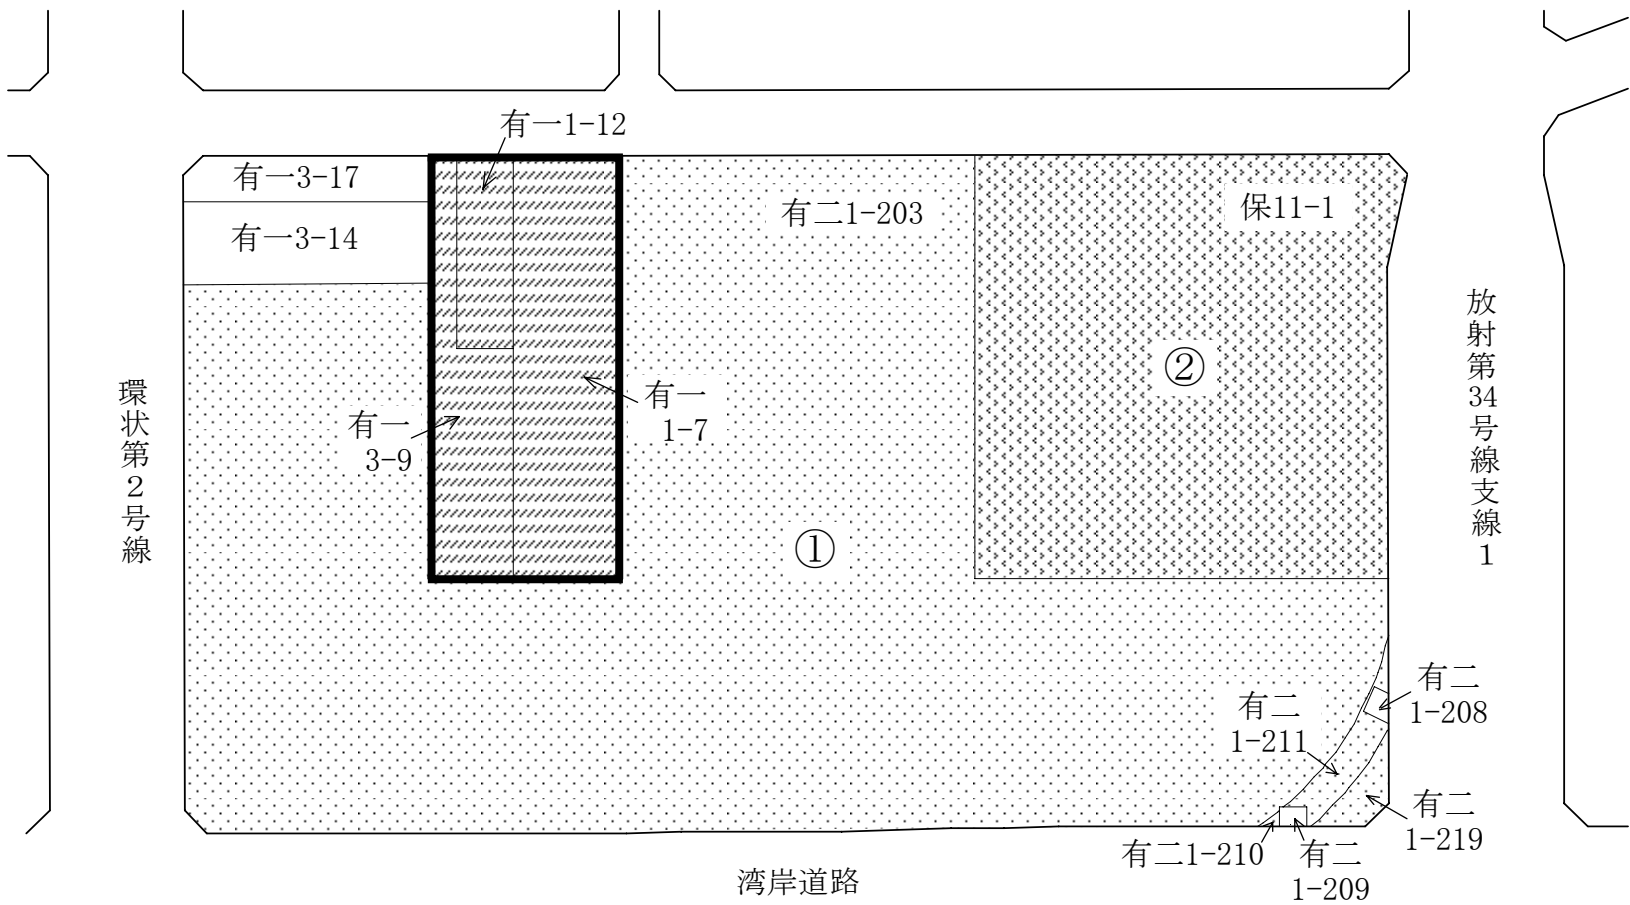 有一1-12
有一3-17
有二1-203
保11-1
有一3-14
放射第34号線支線1
②
環状第2号線
有一
1-7
有一
3-9
①
有二
1-208
有二
1-211
有二
1-219
有二1-210
有二
1-209
湾岸道路